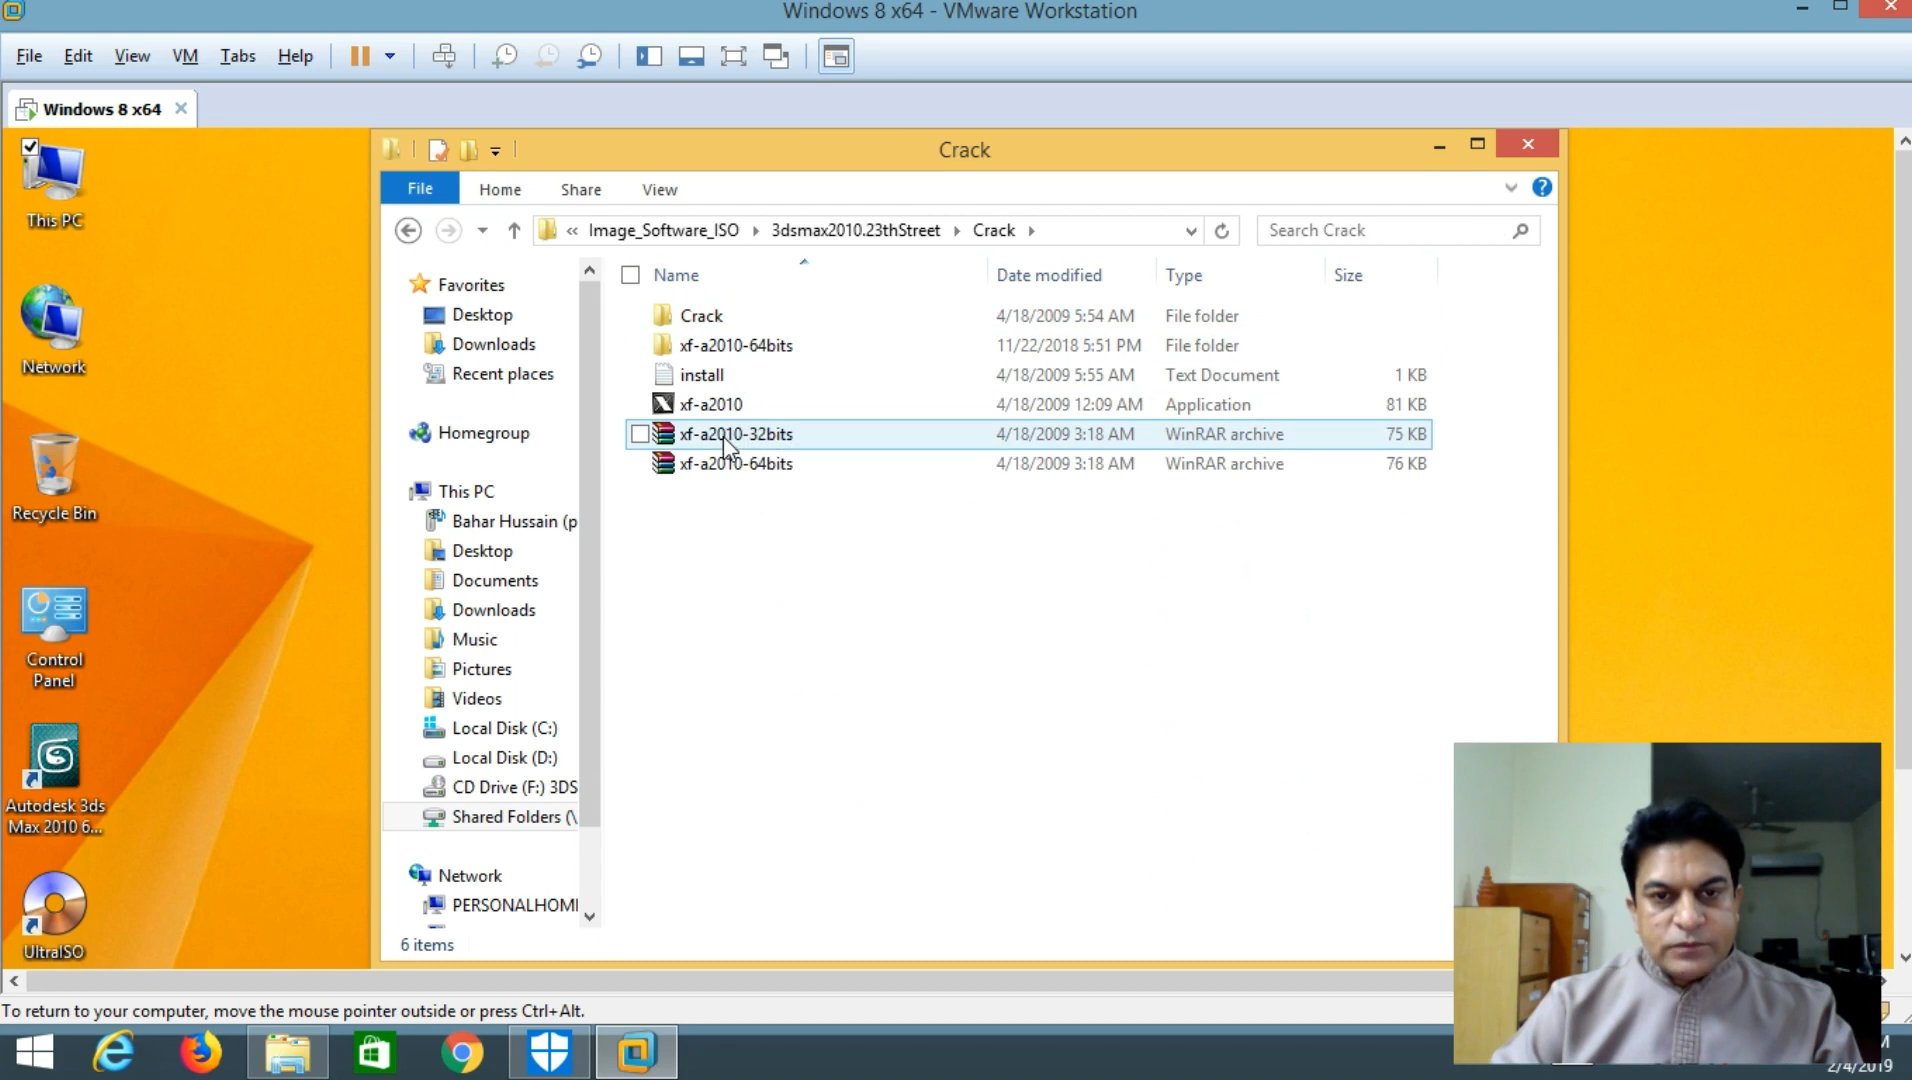 Windows 8 x64 - VMware Workstation
File Edit View VM Tabs Help
Windows 8 x64
This PC
Network
Recycle Bin
Control
Panel
Autodesk 3ds
Max 2010 6...
UltraISO
Crack
File Home Share View
« Image_Software_ISO 3dsmax2010.23thStreet Crack
Search Crack
Favorites
Desktop
Downloads
Recent places
Homegroup
This PC
Bahar Hussain (p
Desktop
Documents
Downloads
Music
Pictures
Videos
Local Disk (C:)
Local Disk (D:)
CD Drive (F:) 3DS
Shared Folders (\
Network
PERSONALHOM
Name Date modified Type Size
Crack 4/18/2009 5:54 AM File folder
xf-a2010-64bits 11/22/2018 5:51 PM File folder
install 4/18/2009 5:55 AM Text Document 1 KB
xf-a2010 4/18/2009 12:09 AM Application 81 KB
xf-a2010-32bits 4/18/2009 3:18 AM WinRAR archive 75 KB
xf-a2010-64bits 4/18/2009 3:18 AM WinRAR archive 76 KB
6 items
To return to your computer, move the mouse pointer outside or press Ctrl+Alt.
2/4/2019